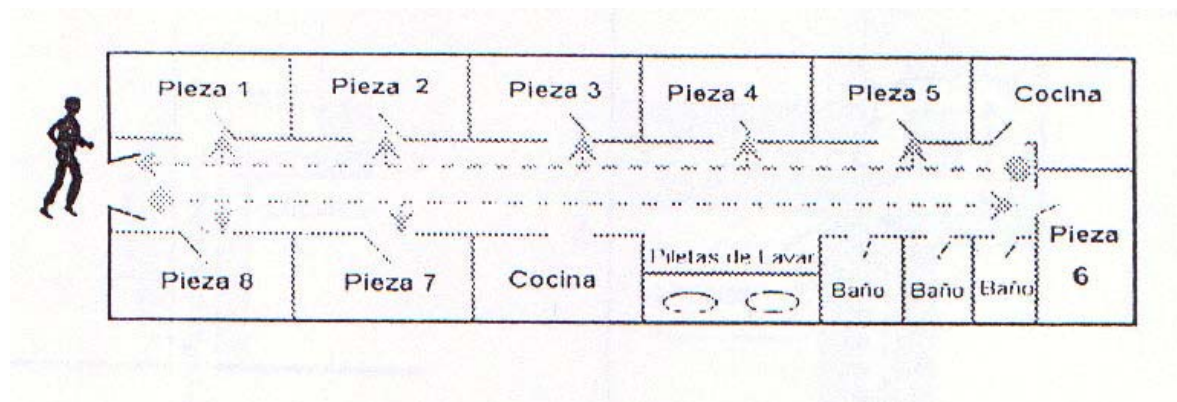 Pieza 1 Pieza 2 Pieza 3 Pieza 4 Pieza 5 Cocina
Pieza 8 Pieza 7 Cocina Piletas de Lavar Baño Baño Baño Pieza
6